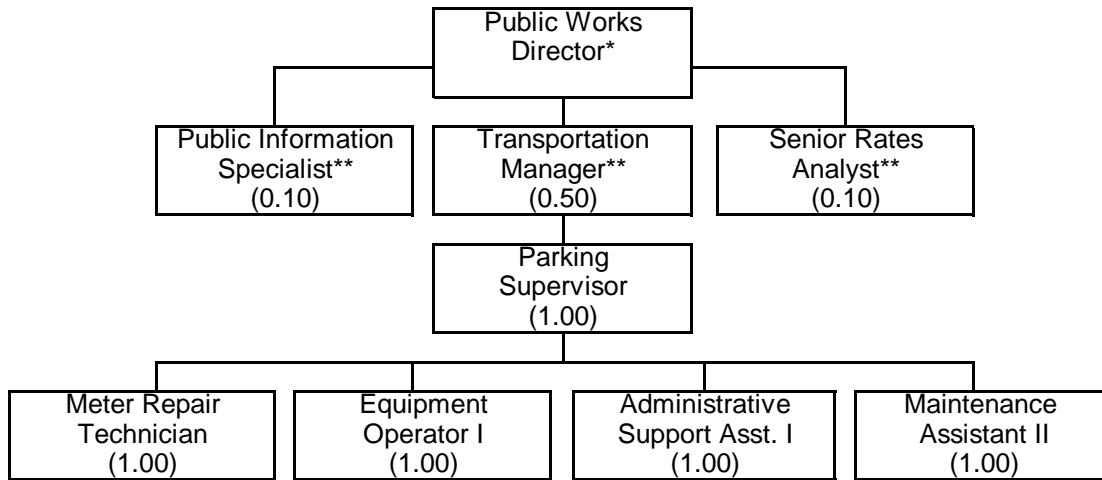 Public Works
Director*
Public Information
Specialist**
(0.10)
Transportation
Manager**
(0.50)
Senior Rates
Analyst**
(0.10)
Parking
Supervisor
(1.00)
Meter Repair
Technician
(1.00)
Equipment
Operator I
(1.00)
Administrative
Support Asst. I
(1.00)
Maintenance
Assistant II
(1.00)